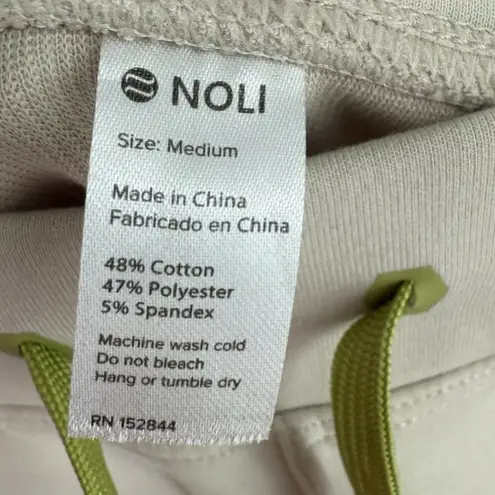 NOLI
Size: Medium
Made in China
Fabricado en China
48% Cotton
47% Polyester
5% Spandex
Machine wash cold
Do not bleach
Hang or tumble dry
RN 152844